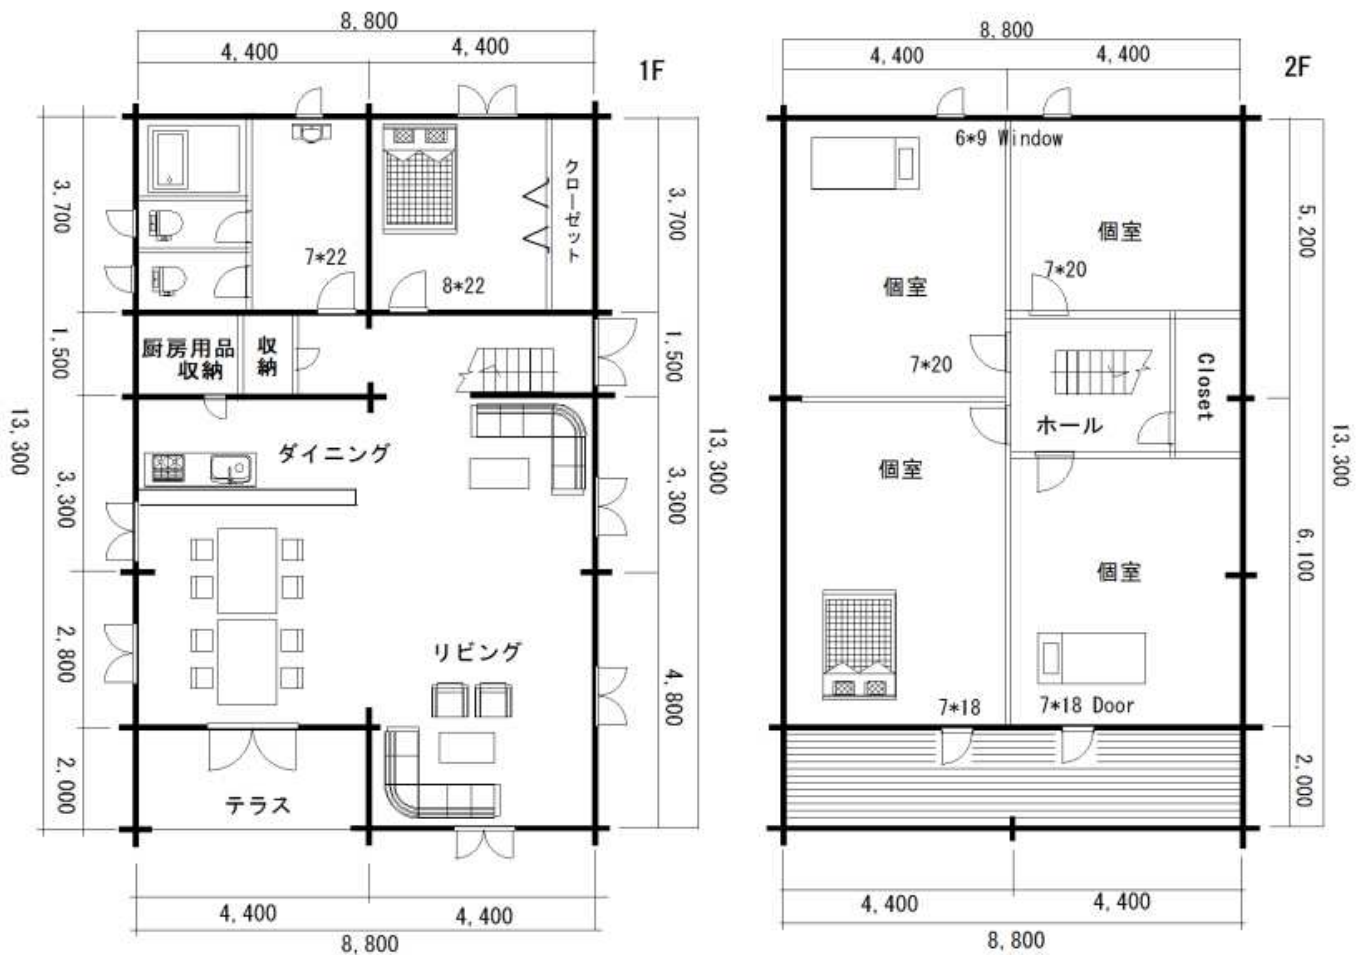 8,800
4,400
4,400
1F
3,700
1,500
3,300
2,800
2,000
13,300
クローゼット
7*22
8*22
厨房用品
収納
収納
ダイニング
リビング
テラス
3,700
1,500
3,300
4,800
13,300
4,400
4,400
8,800
8,800
4,400
4,400
2F
6*9 Window
個室
個室
7*20
7*20
Closet
ホール
個室
個室
7*18
7*18 Door
5,200
6,100
2,000
13,300
4,400
4,400
8,800